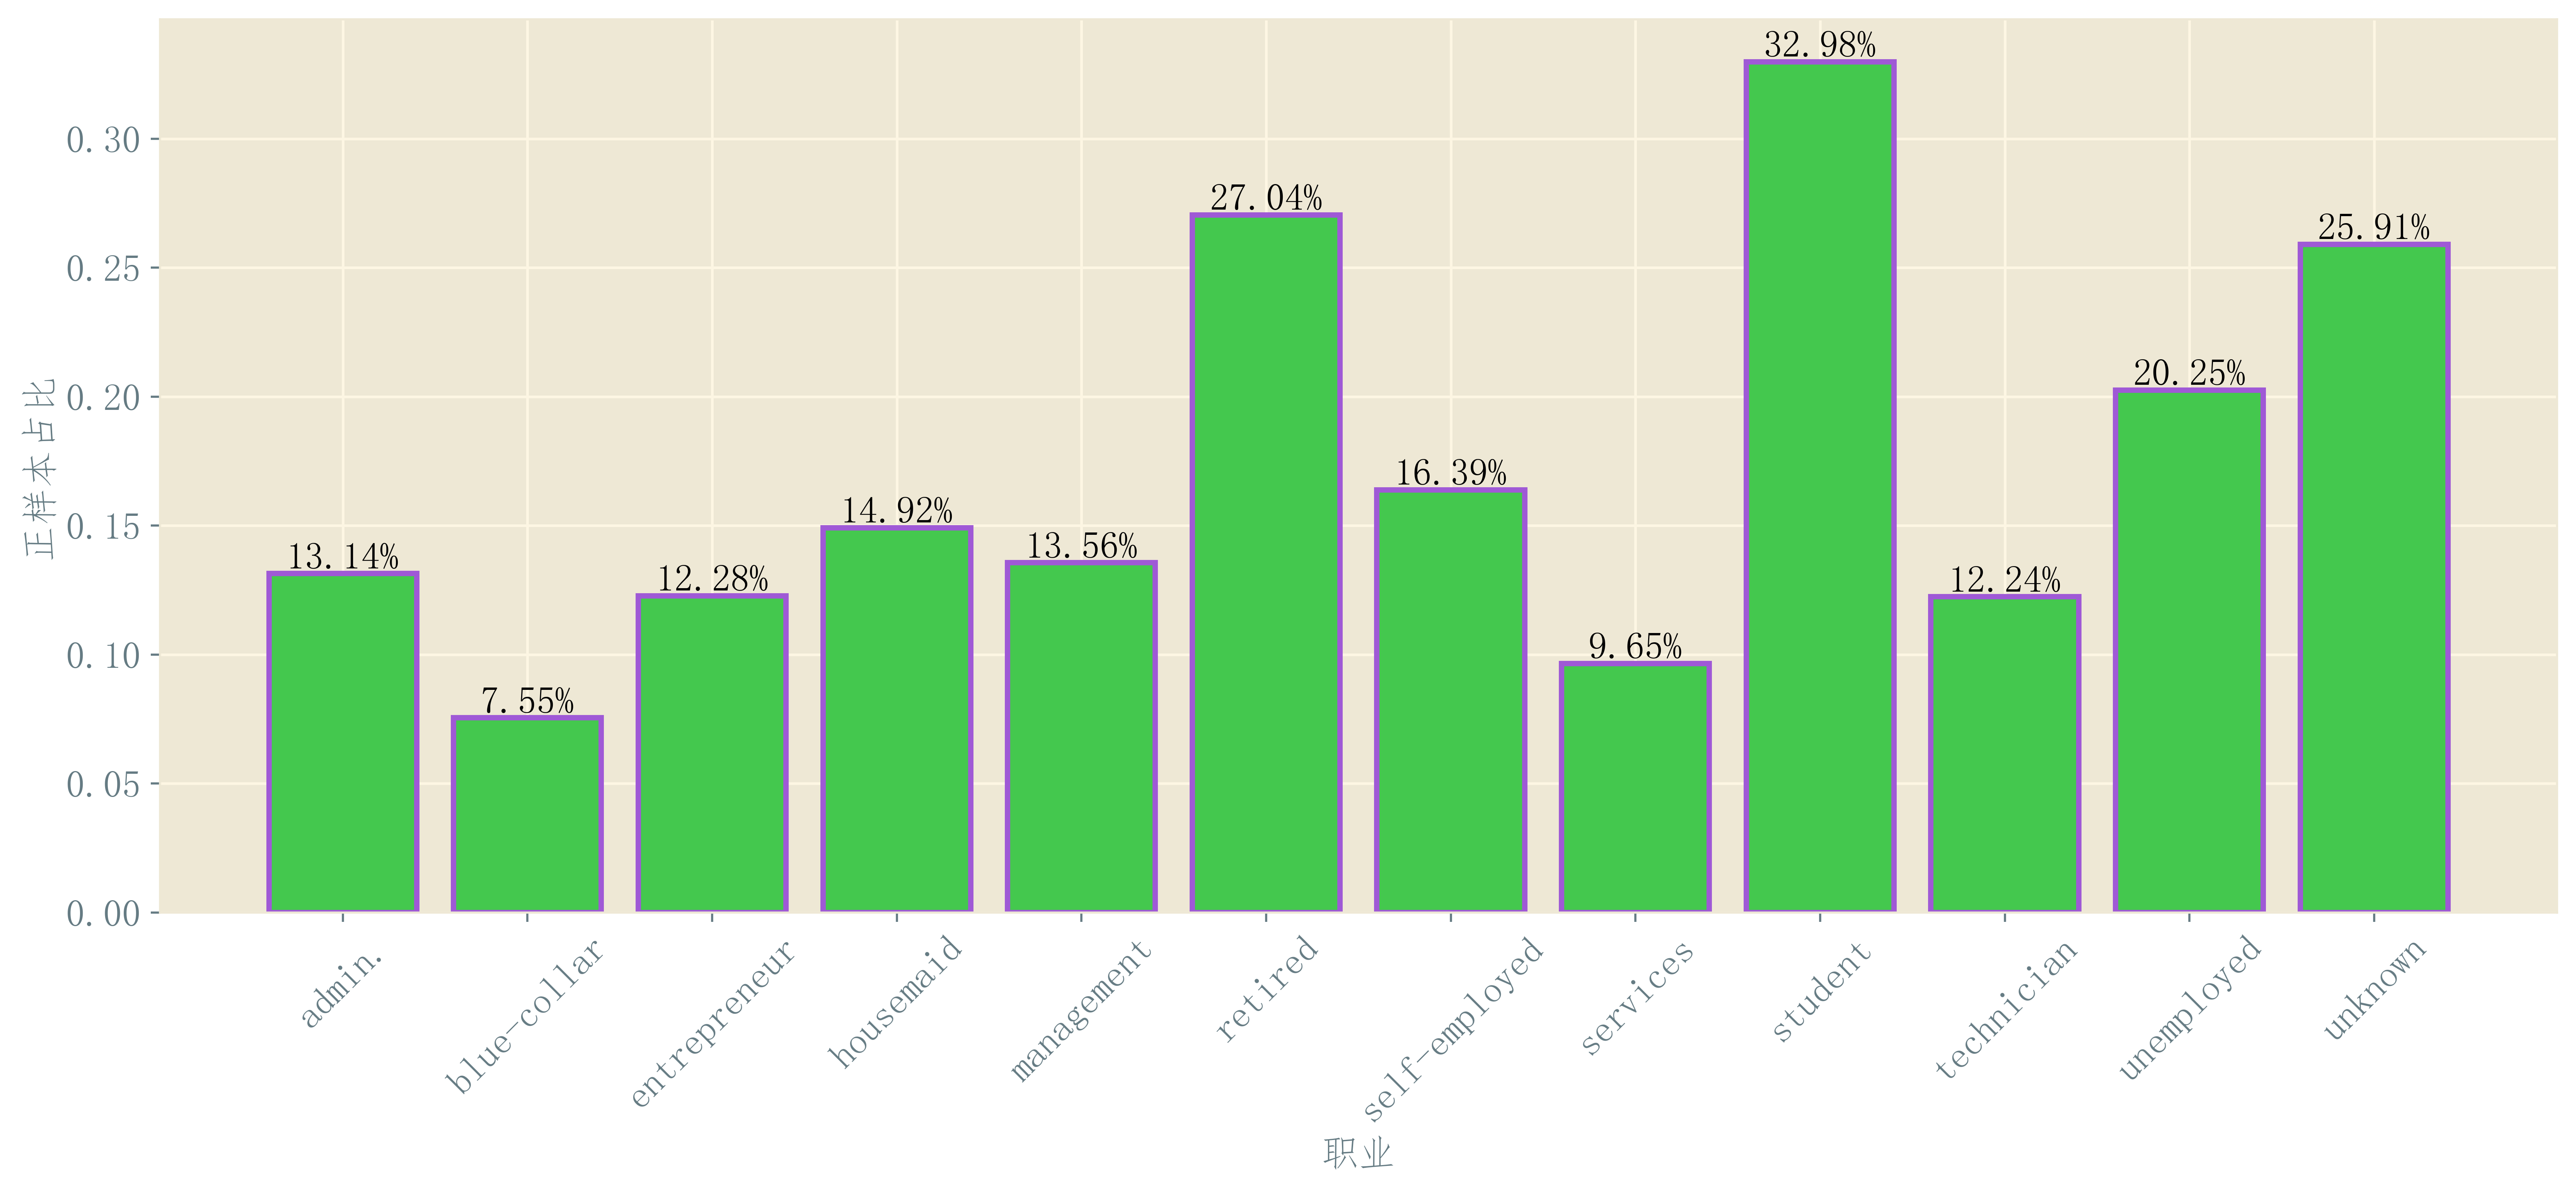 正样本占比
0.30
0.25
0.20
0.15
0.10
0.05
0.00
13.14%
7.55%
12.28%
14.92%
13.56%
27.04%
16.39%
9.65%
32.98%
12.24%
20.25%
25.91%
admin.
blue-collar
entrepreneur
housemaid
management
retired
self-employed
services
student
technician
unemployed
unknown
职业